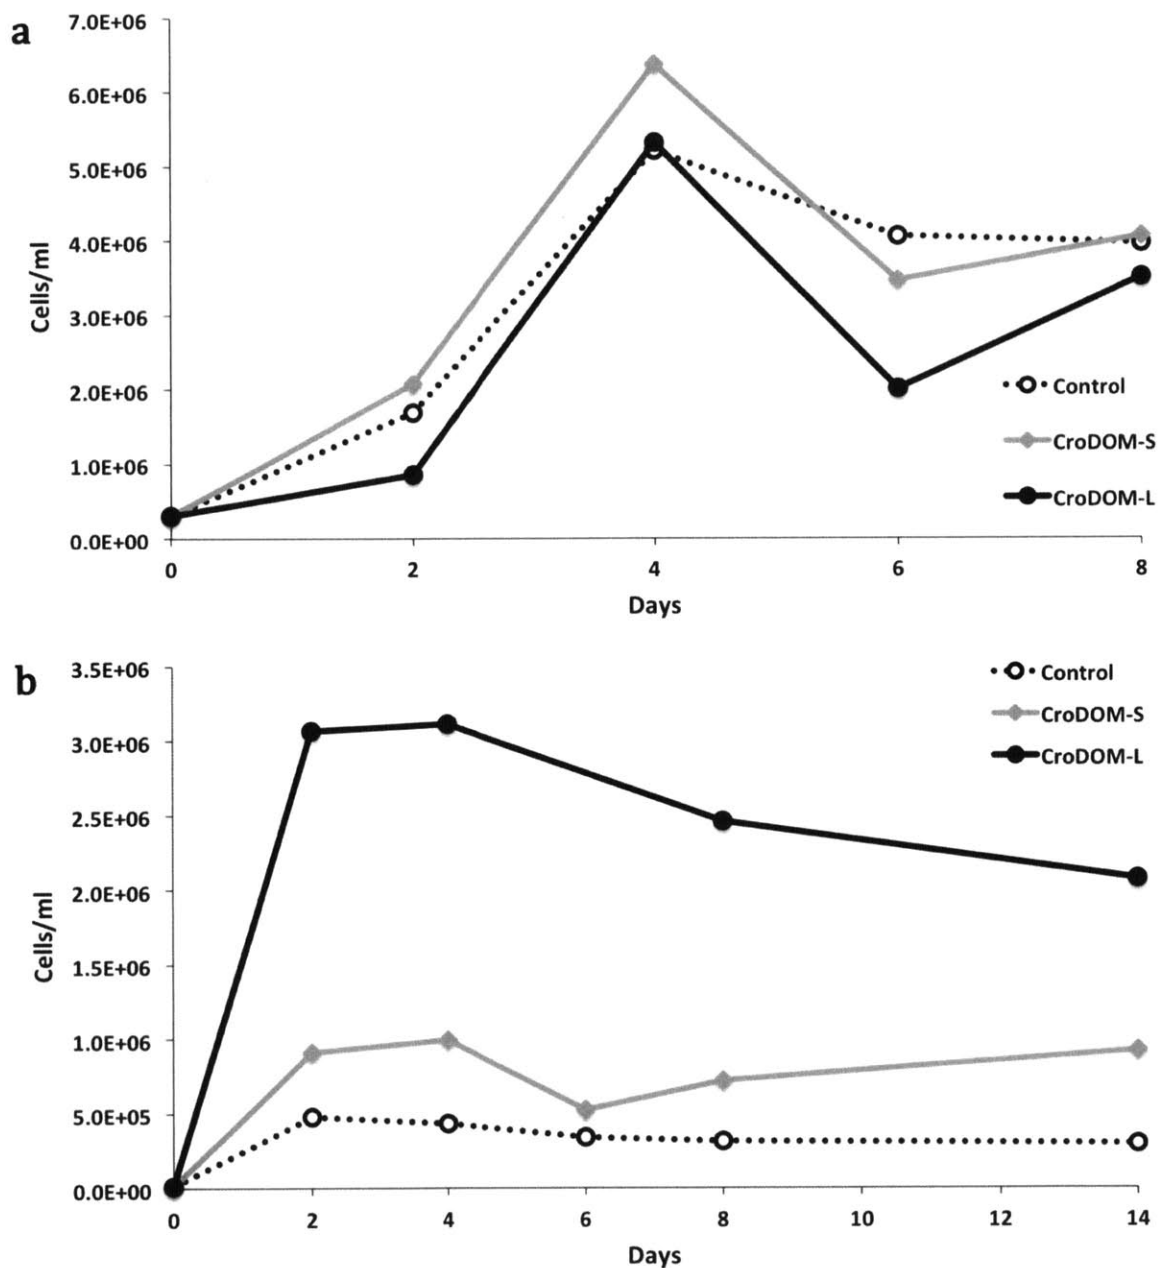 a
7.0E+06
6.0E+06
5.0E+06
4.0E+06
3.0E+06
2.0E+06
1.0E+06
0.0E+00
Cells/ml
Control
CroDOM-S
CroDOM-L
0 2 4 6 8
Days
b
3.5E+06
3.0E+06
2.5E+06
2.0E+06
1.5E+06
1.0E+06
5.0E+05
0.0E+00
Cells/ml
Control
CroDOM-S
CroDOM-L
0 2 4 6 8 10 12 14
Days